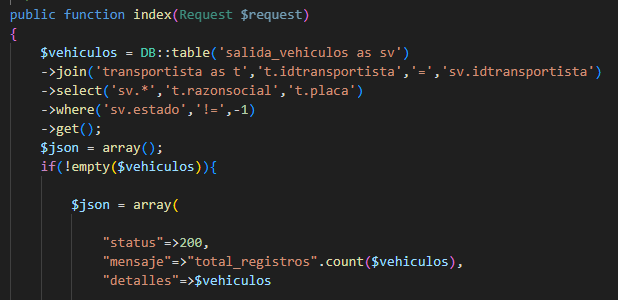 public function index(Request $request)
{
$vehiculos = DB::table('salida_vehiculos as sv')
->join('transportista as t','t.idtransportista','=','sv.idtransportista')
->select('sv.*','t.razonsocial','t.placa')
->where('sv.estado','!=',-1)
->get();
$json = array();
if(!empty($vehiculos)){
$json = array(
"status"=>200,
"mensaje"=>"total_registros".count($vehiculos),
"detalles"=>$vehiculos